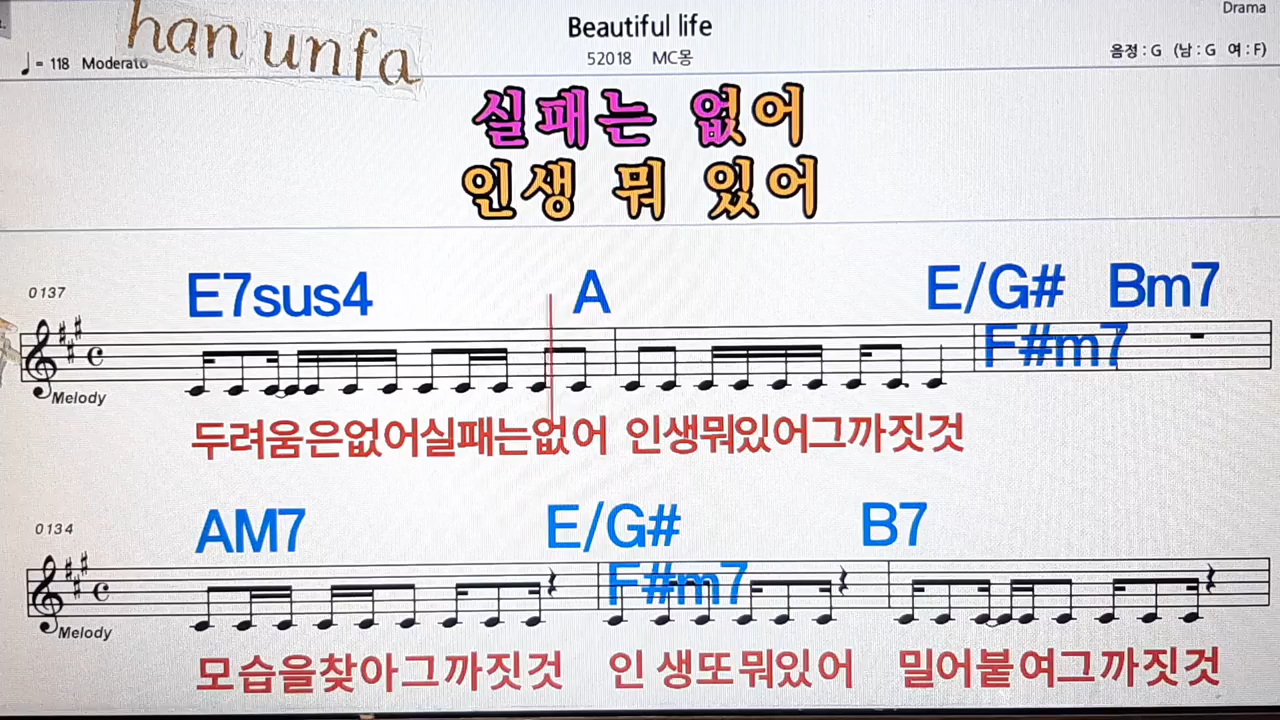 Drama
Beautiful life
han unfa
♩ = 118 Moderato
52018 MC몽
음정 : G (남 : G 여 : F)
실패는 없어
인생 뭐 있어
E7sus4 A E/G# Bm7
0137
F#m7
Melody
두려움은없어실패는없어 인생뭐있어그까짓것
AM7 E/G# B7
0134
F#m7
Melody
모습을찾아그까짓것 인생또뭐있어 밀어붙여그까짓것